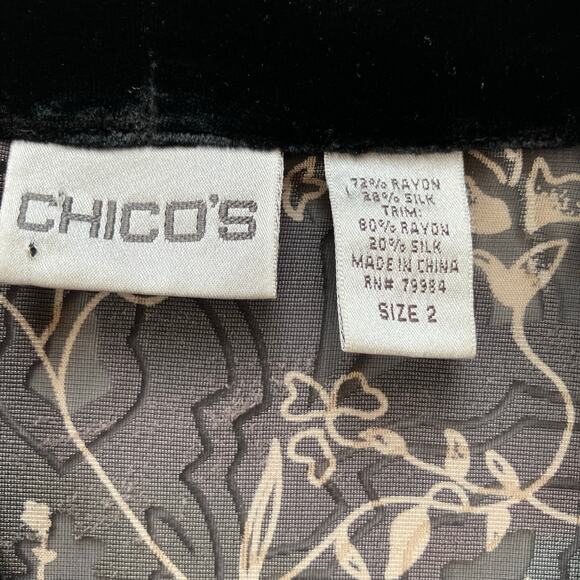 CHICO'S
72% RAYON
28% SILK
TRIM:
80% RAYON
20% SILK
MADE IN CHINA
RN# 79984
SIZE 2